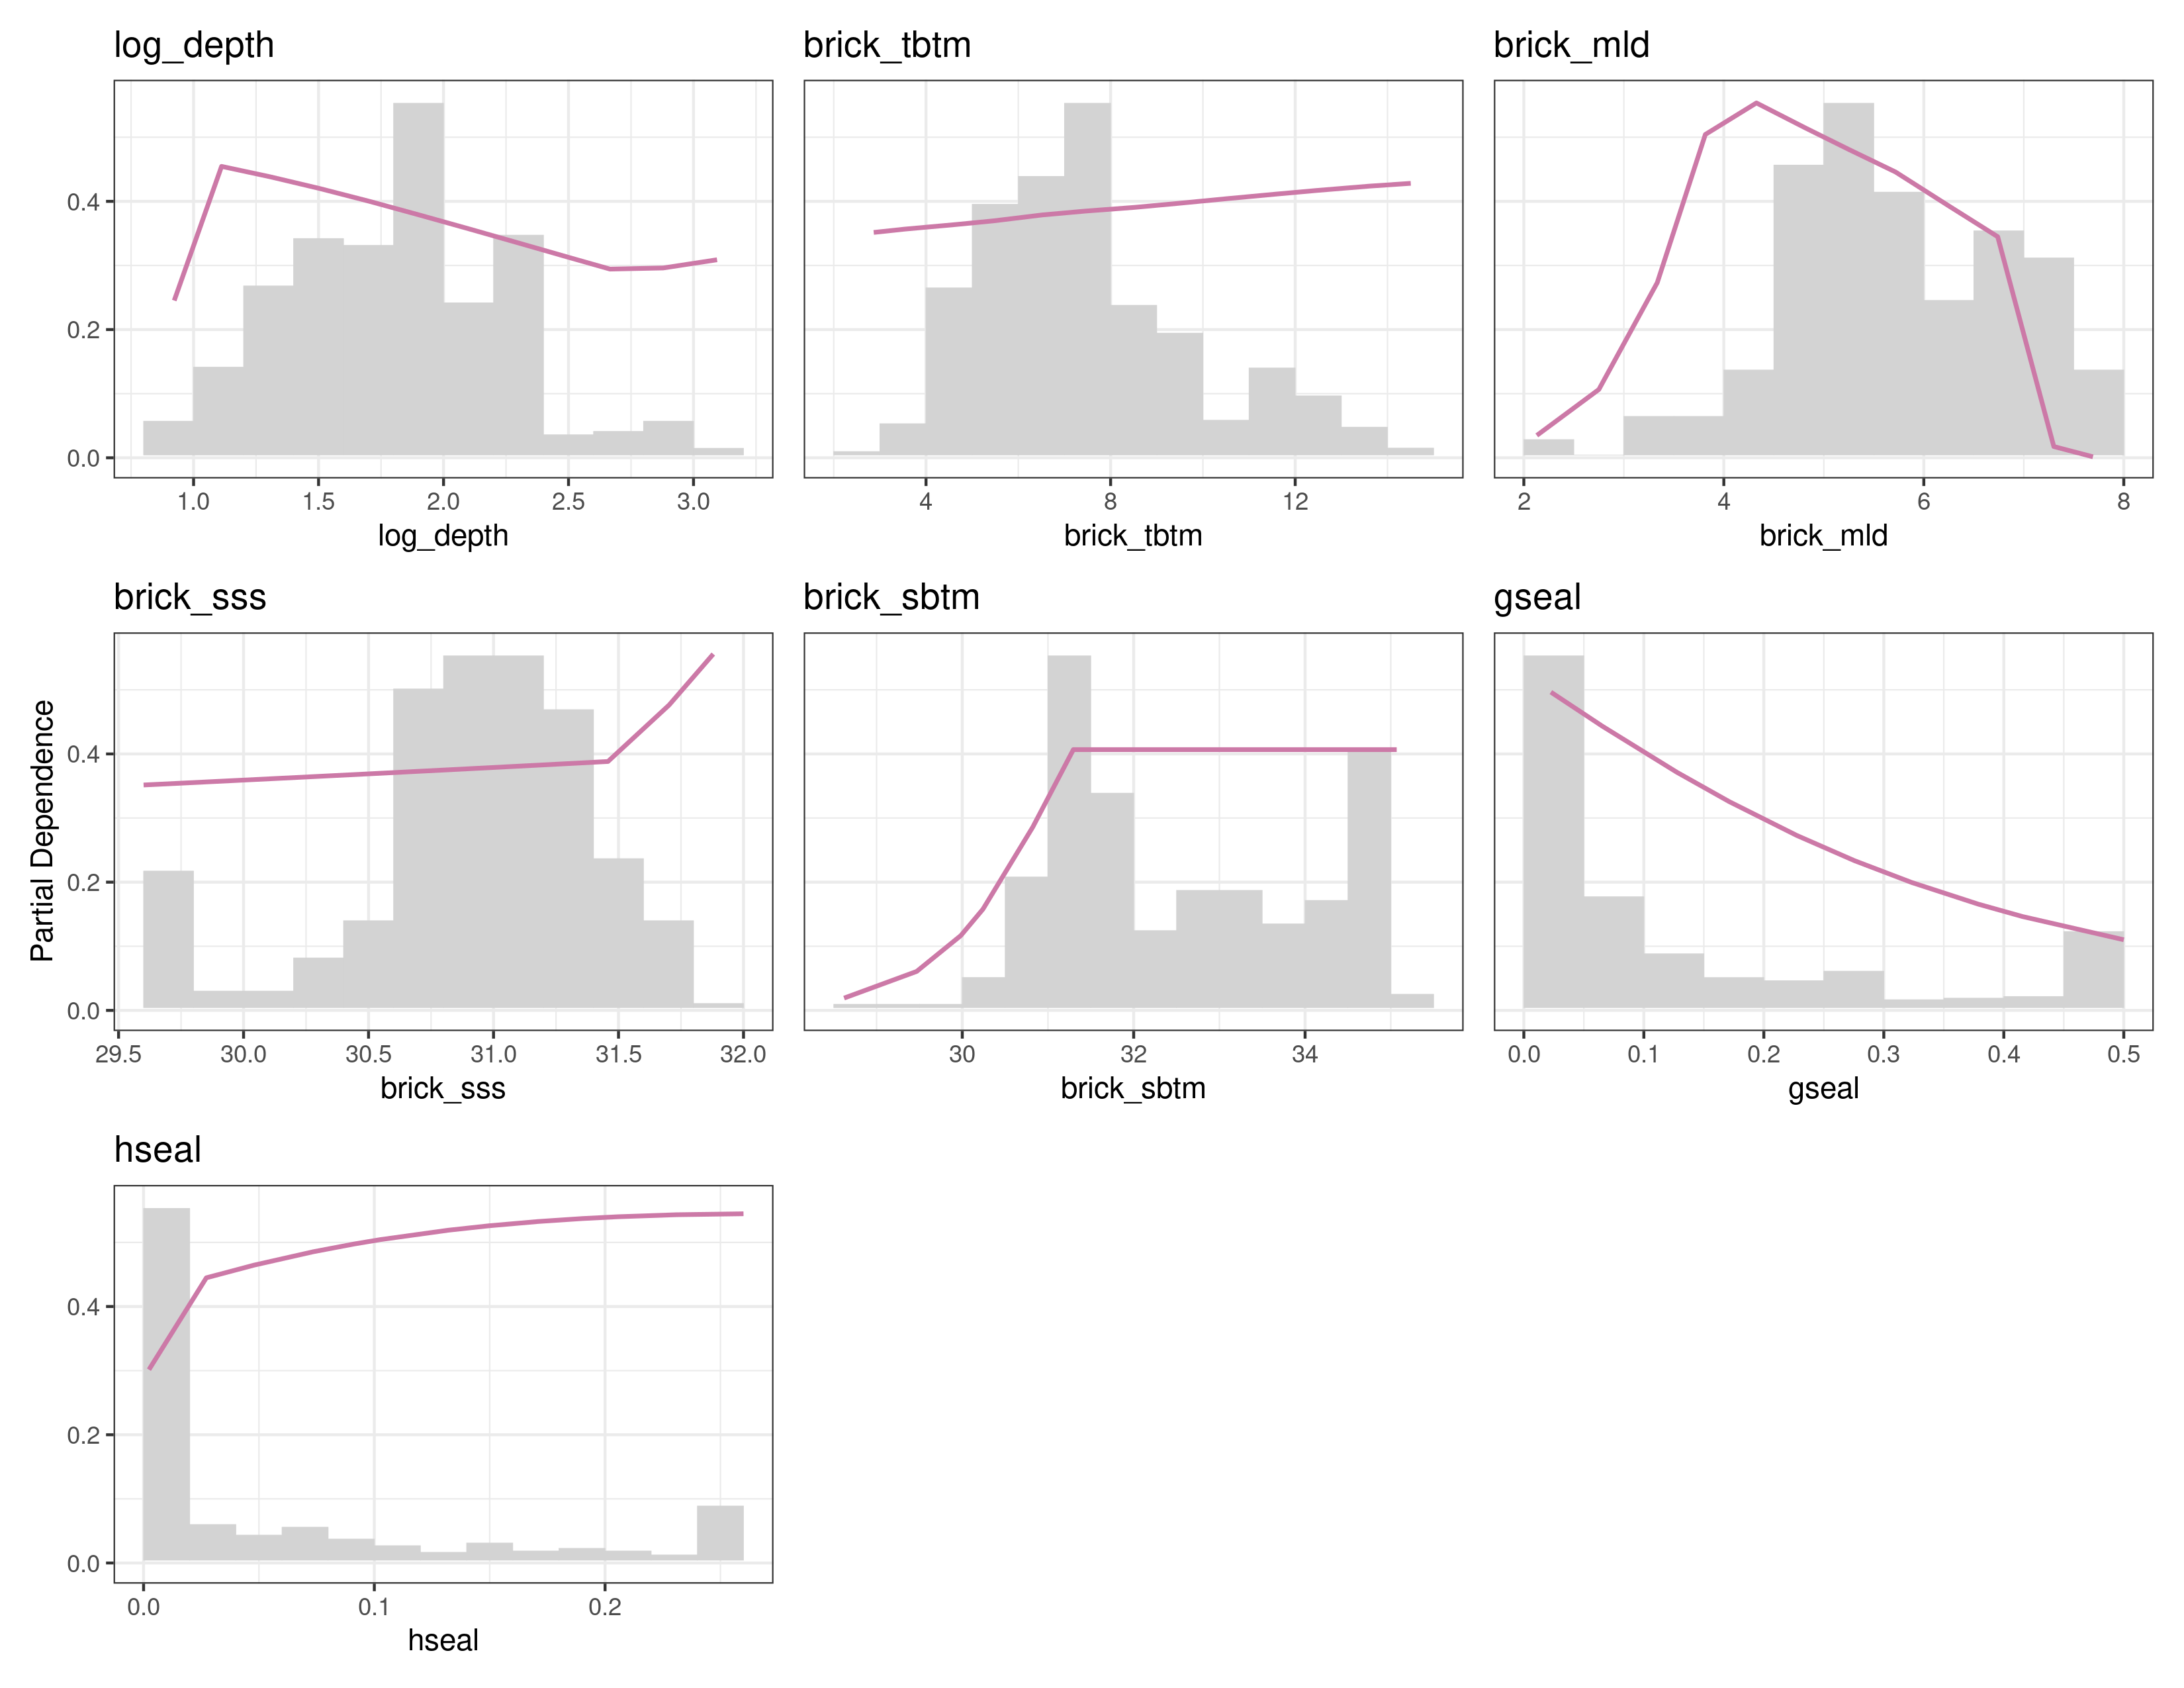 log_depth
brick_tbtm
brick_mld
0.4
0.2
0.0
1.0 1.5 2.0 2.5 3.0
4 8 12
2 4 6 8
log_depth
brick_tbtm
brick_mld
brick_sss
brick_sbtm
gseal
Partial Dependence
0.4
0.2
0.0
29.5 30.0 30.5 31.0 31.5 32.0
30 32 34
0.0 0.1 0.2 0.3 0.4 0.5
brick_sss
brick_sbtm
gseal
hseal
0.4
0.2
0.0
0.0 0.1 0.2
hseal